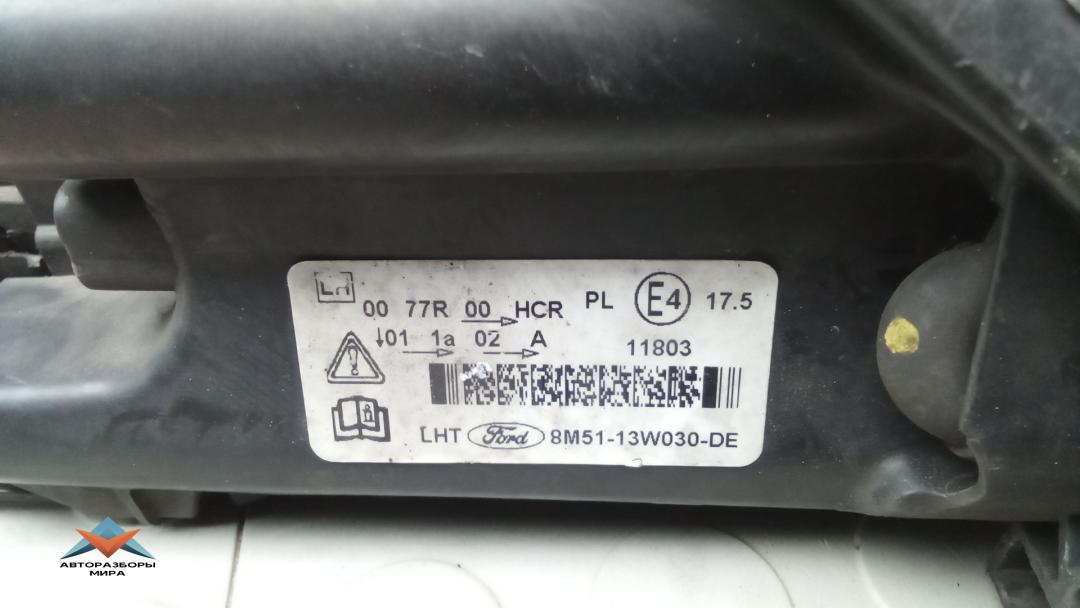 LH
00 77R 00 HCR PL E4 17.5
↓01 1a 02 A 11803
LHT Ford 8M51-13W030-DE
АВТОРАЗБОРЫ
МИРА